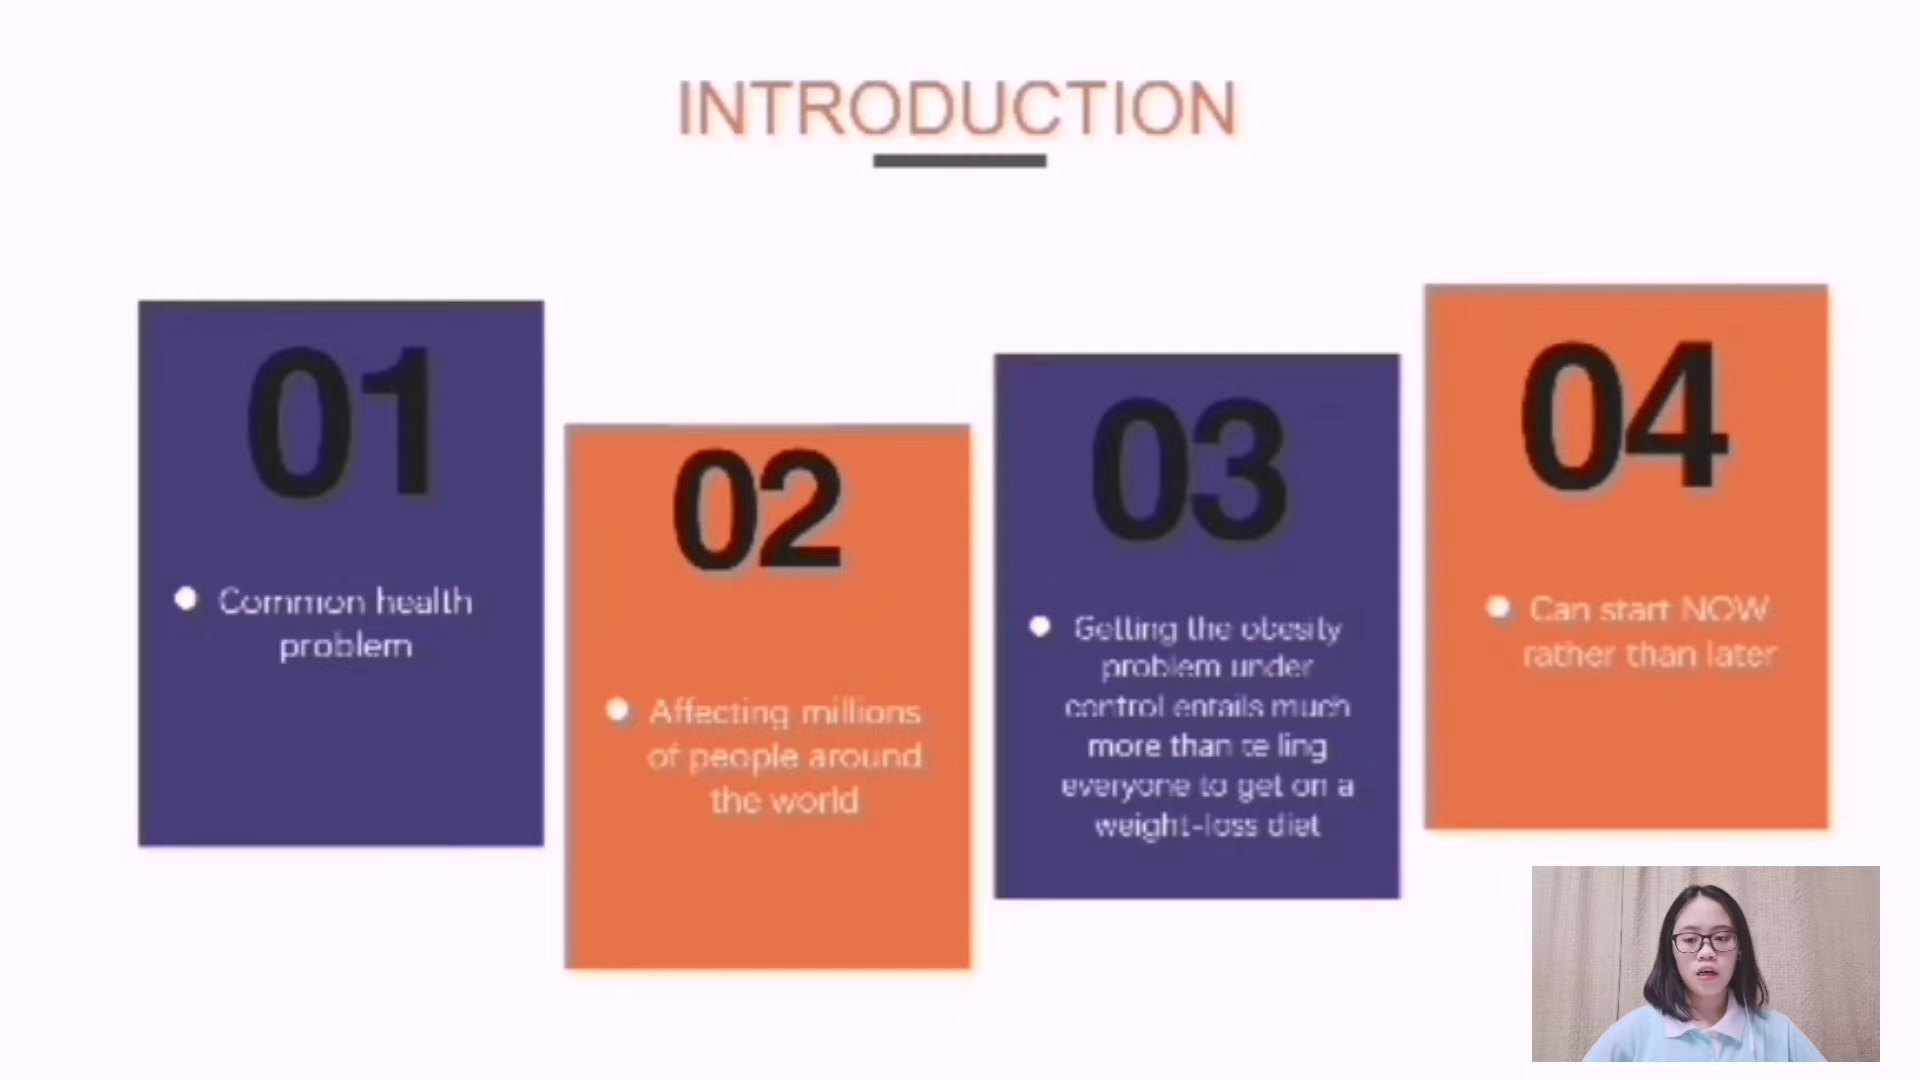 INTRODUCTION
01
Common health
problem
02
Affecting millions
of people around
the world
03
Getting the obesity
problem under
control entails much
more than telling
everyone to get on a
weight-loss diet
04
Can start NOW
rather than later